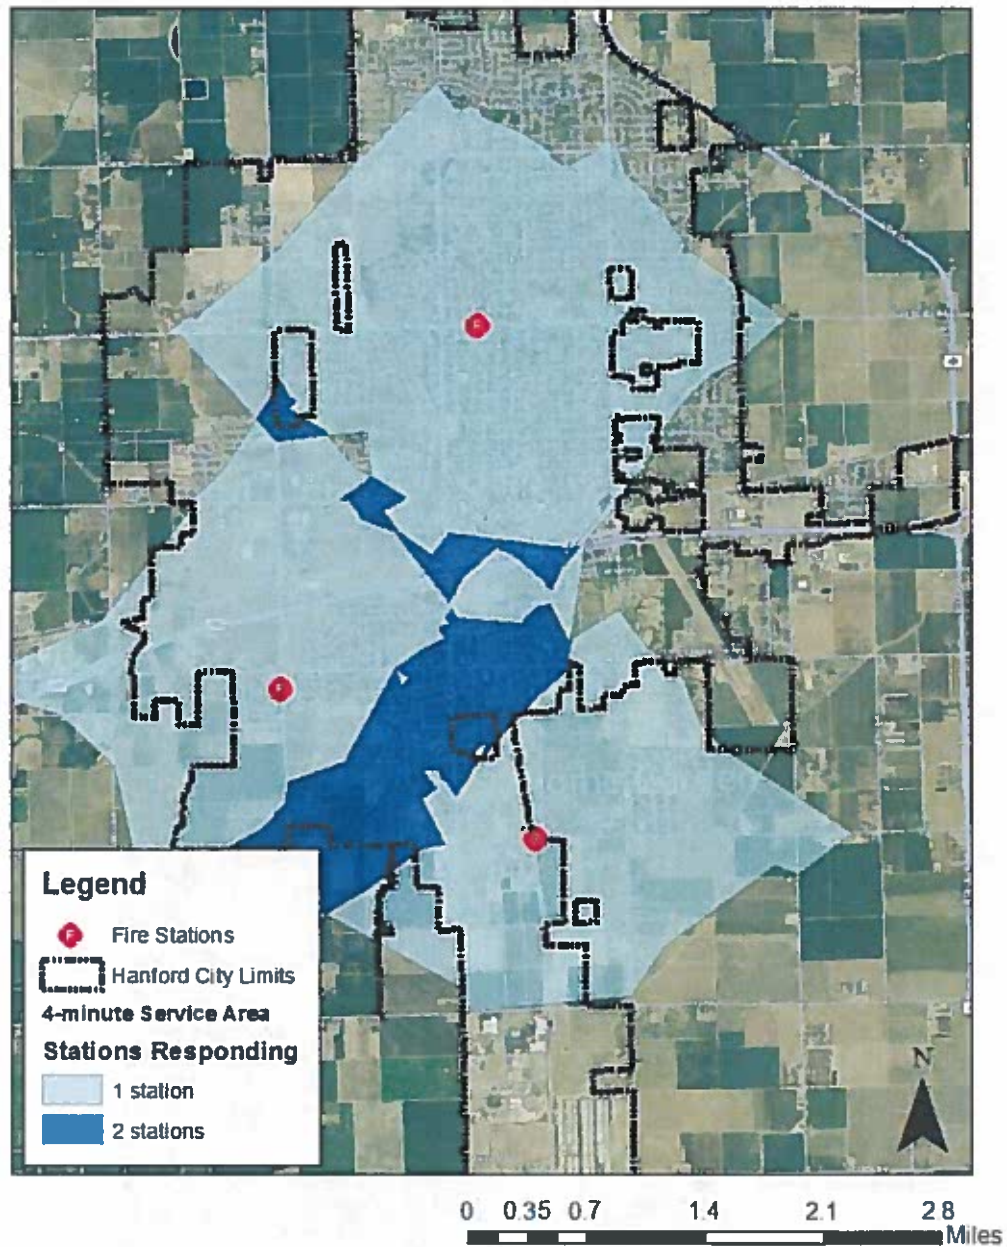 Legend
F Fire Stations
Hanford City Limits
4-minute Service Area
Stations Responding
1 station
2 stations
N
0 0.35 0.7 1.4 2.1 2.8
Miles